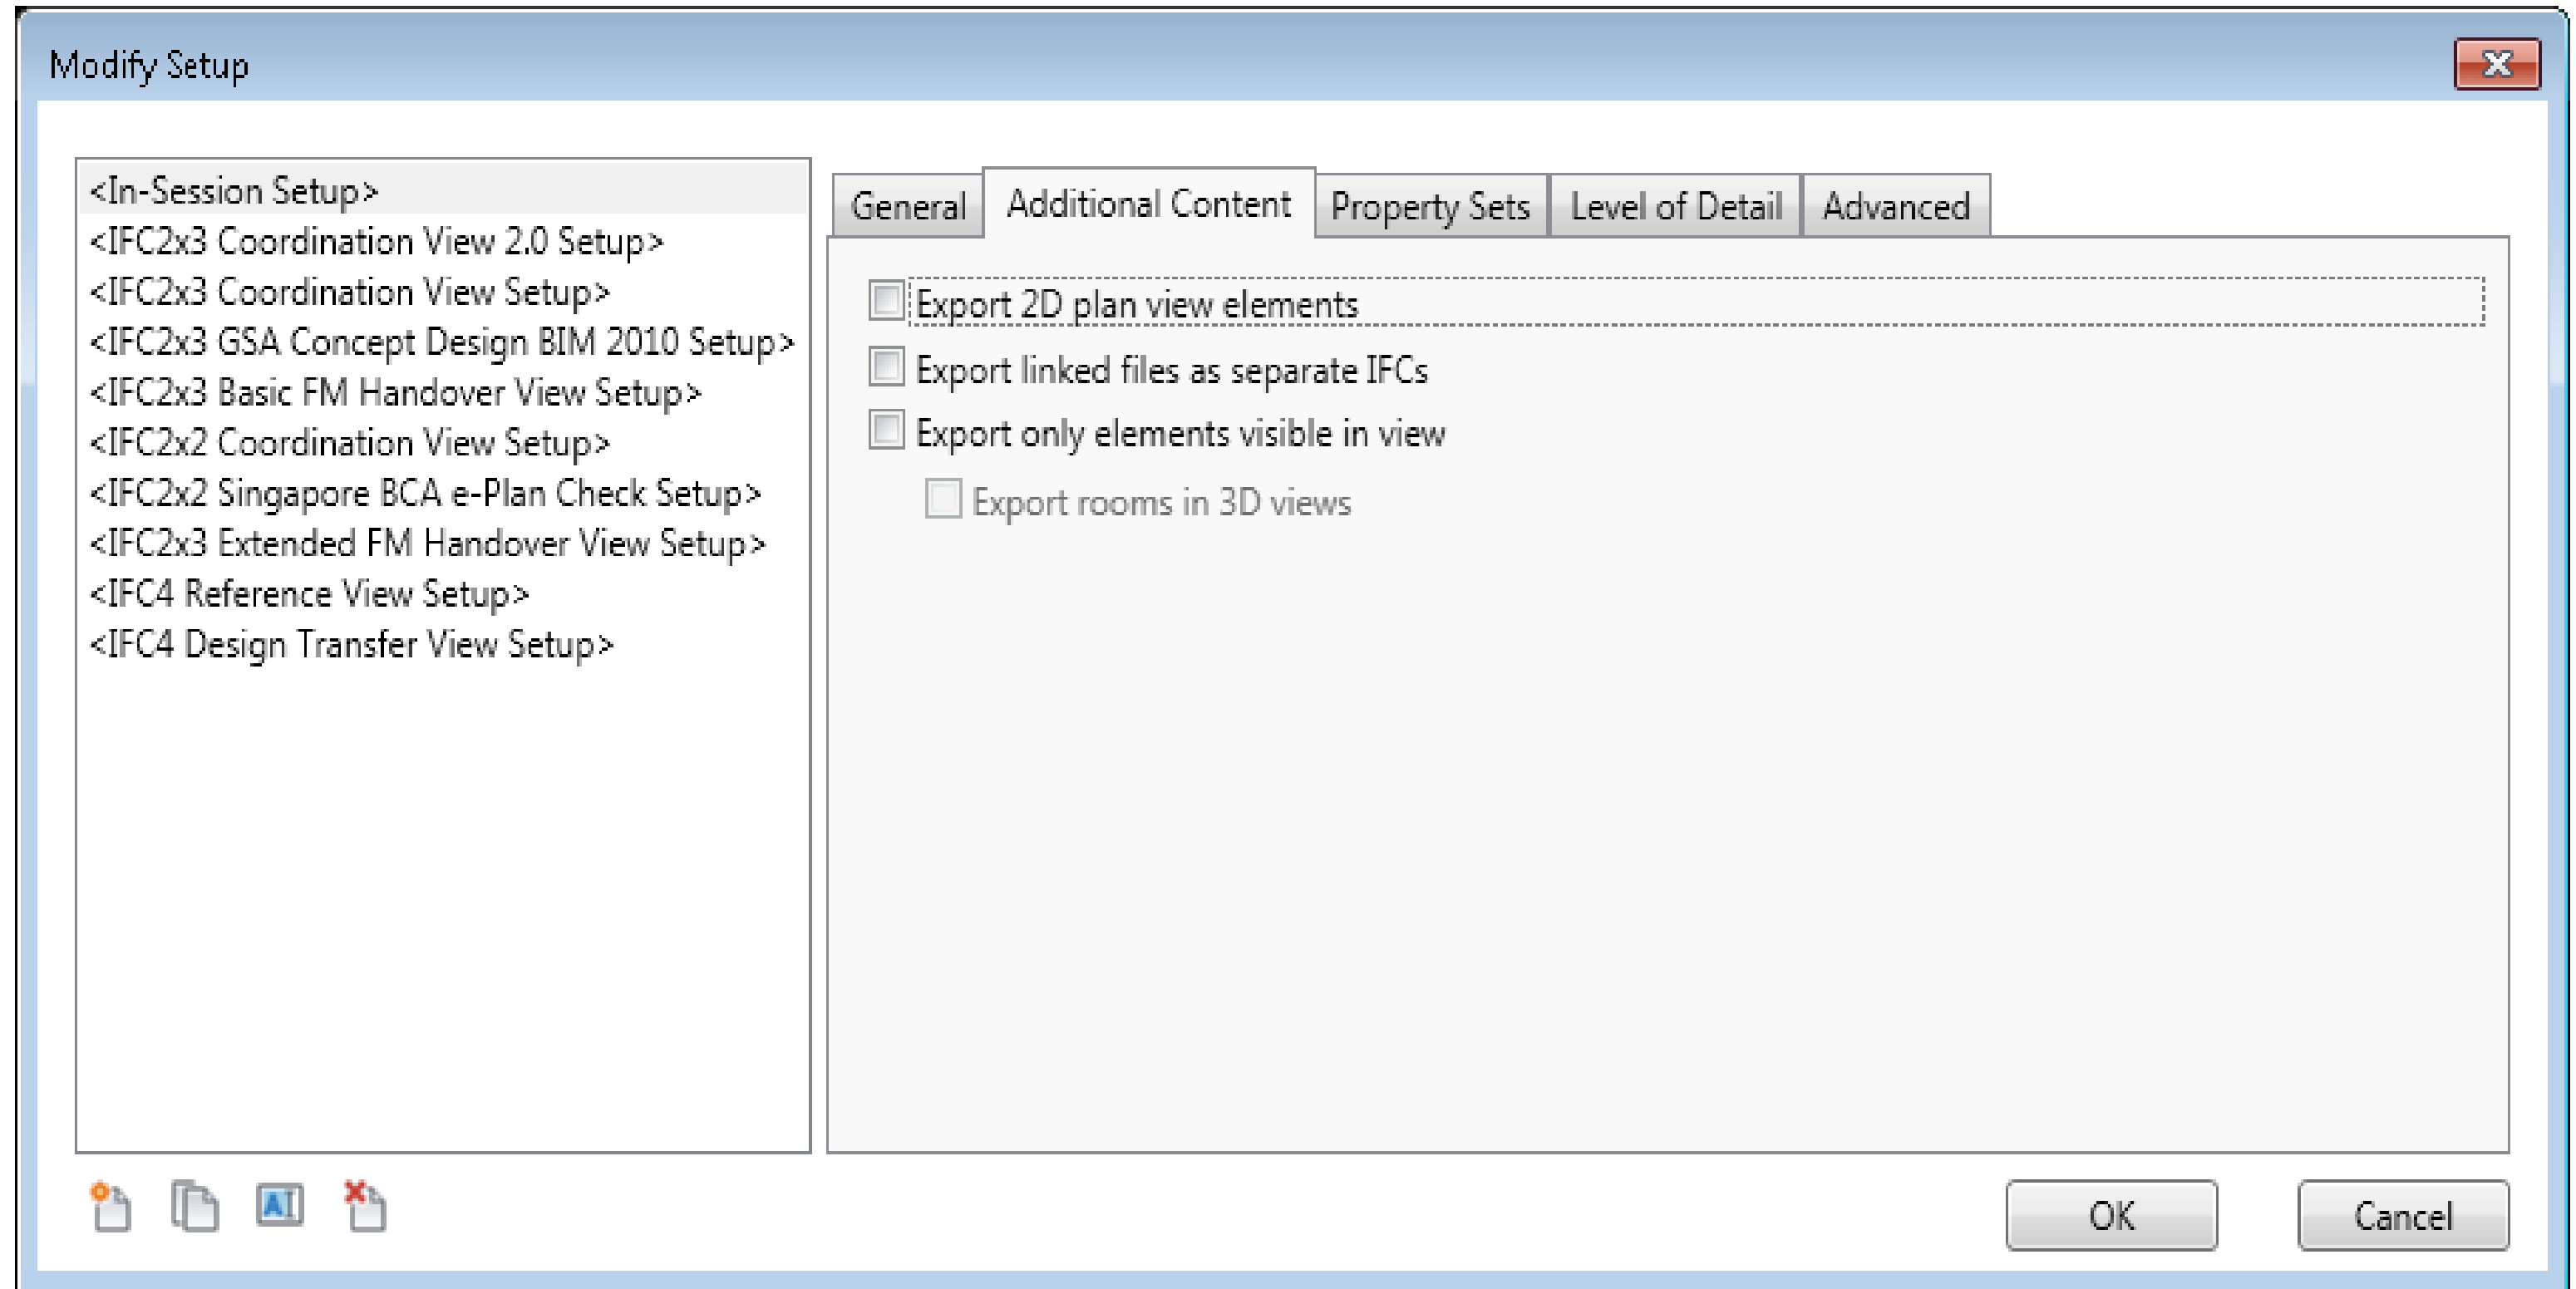 Modify Setup
<In-Session Setup>
<IFC2x3 Coordination View 2.0 Setup>
<IFC2x3 Coordination View Setup>
<IFC2x3 GSA Concept Design BIM 2010 Setup>
<IFC2x3 Basic FM Handover View Setup>
<IFC2x2 Coordination View Setup>
<IFC2x2 Singapore BCA e-Plan Check Setup>
<IFC2x3 Extended FM Handover View Setup>
<IFC4 Reference View Setup>
<IFC4 Design Transfer View Setup>
General Additional Content Property Sets Level of Detail Advanced
Export 2D plan view elements
Export linked files as separate IFCs
Export only elements visible in view
Export rooms in 3D views
AI
OK Cancel